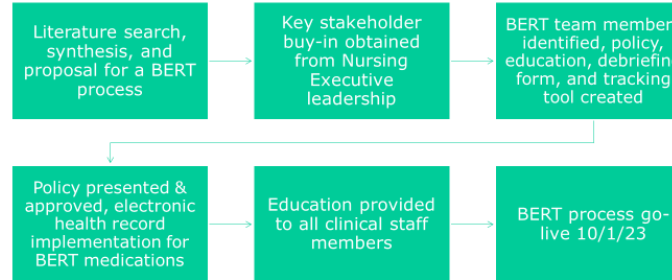 Literature search,
synthesis, and
proposal for a BERT
process
Key stakeholder
buy-in obtained
from Nursing
Executive
leadership
BERT team member
identified, policy,
education, debriefin
form, and tracking
tool created
Policy presented &
approved, electronic
health record
implementation for
BERT medications
Education provided
to all clinical staff
members
BERT process go-
live 10/1/23